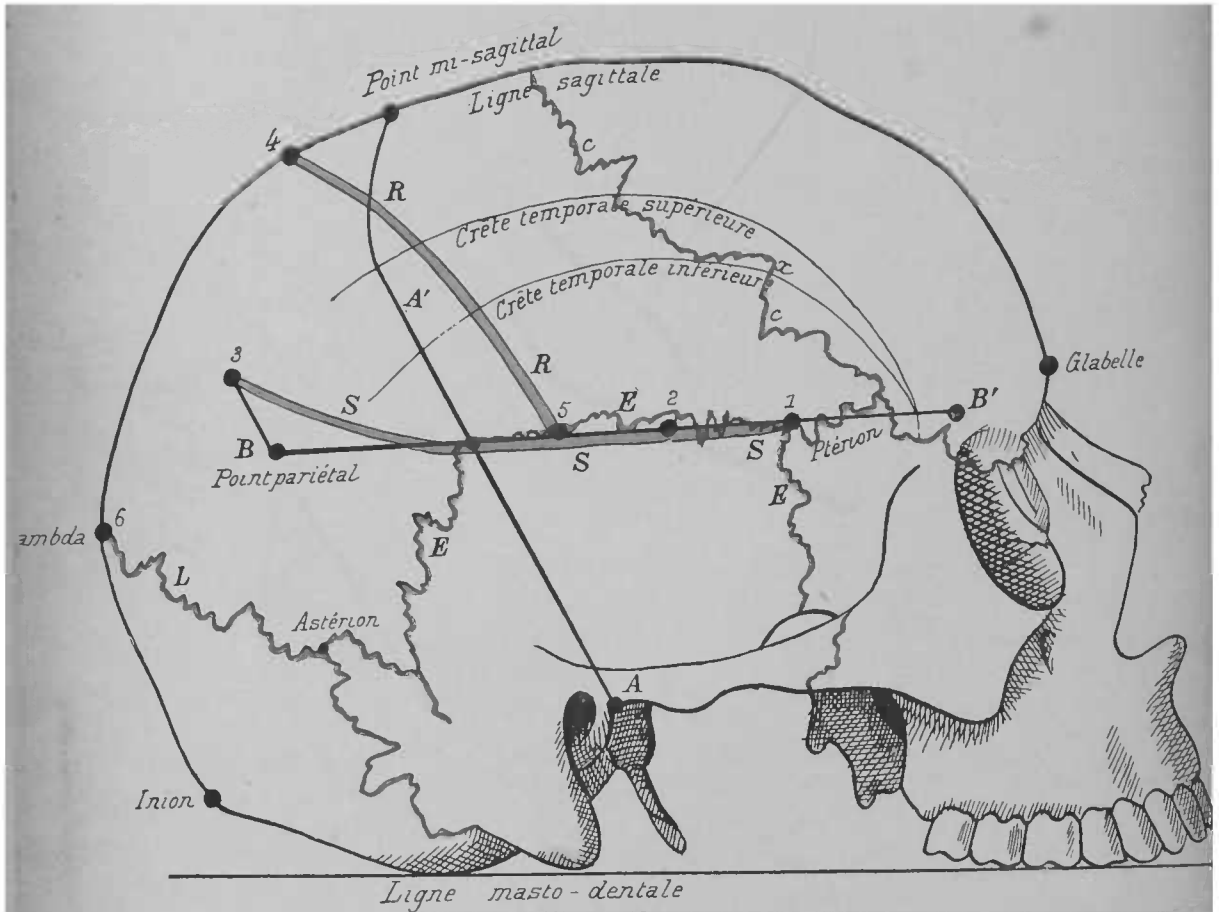 Point mi-sagittal
Ligne sagittale
c
4
R
Crête temporale supérieure
x
Crête temporale inférieure
A'
c
Glabelle
3
R
S
5
E
2
1
B'
B
S
S
Ptérion
Point pariétal
E
6
ambda
E
L
Astérion
A
Inion
Ligne masto-dentale